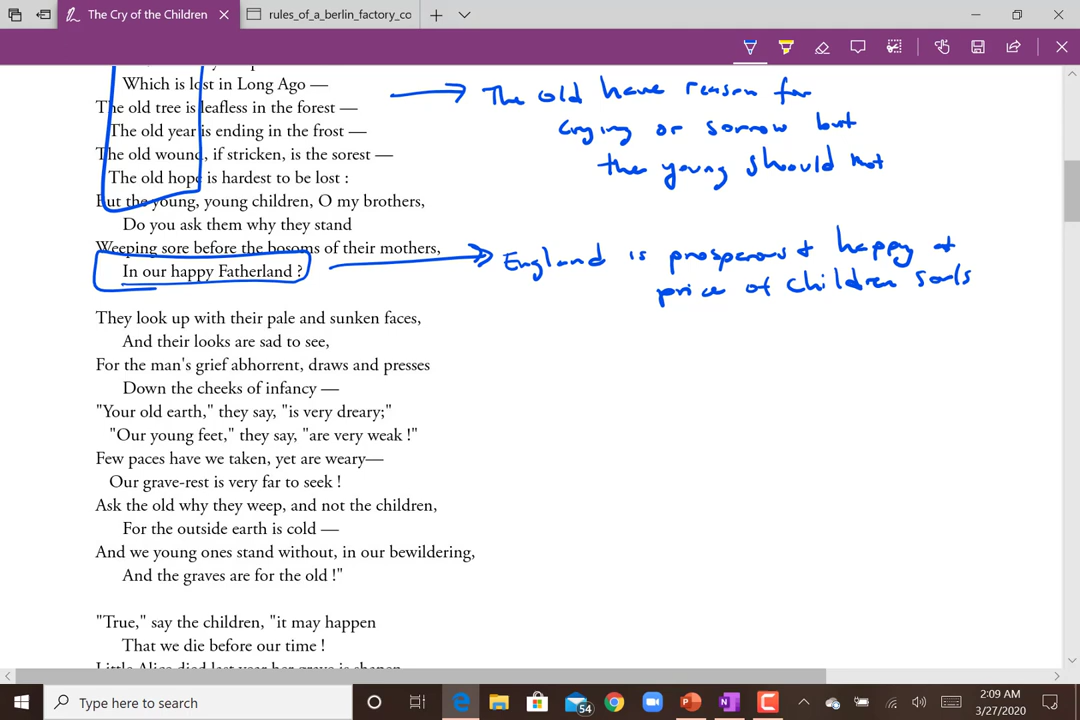 The Cry of the Children
rules_of_a_berlin_factory_co
Which is lost in Long Ago —
The old tree is leafless in the forest —
The old year is ending in the frost —
The old wound, if stricken, is the sorest —
The old hope is hardest to be lost :
But the young, young children, O my brothers,
Do you ask them why they stand
Weeping sore before the bosoms of their mothers,
In our happy Fatherland ?
The old have reason for
crying or sorrow but
the young should not
England is prosperous + happy at
price of children souls
They look up with their pale and sunken faces,
And their looks are sad to see,
For the man's grief abhorrent, draws and presses
Down the cheeks of infancy —
"Your old earth," they say, "is very dreary;"
"Our young feet," they say, "are very weak !"
Few paces have we taken, yet are weary—
Our grave-rest is very far to seek !
Ask the old why they weep, and not the children,
For the outside earth is cold —
And we young ones stand without, in our bewildering,
And the graves are for the old !"
"True," say the children, "it may happen
That we die before our time !
Little Alice died last year her grave is shapen
Type here to search
54
2:09 AM
3/27/2020